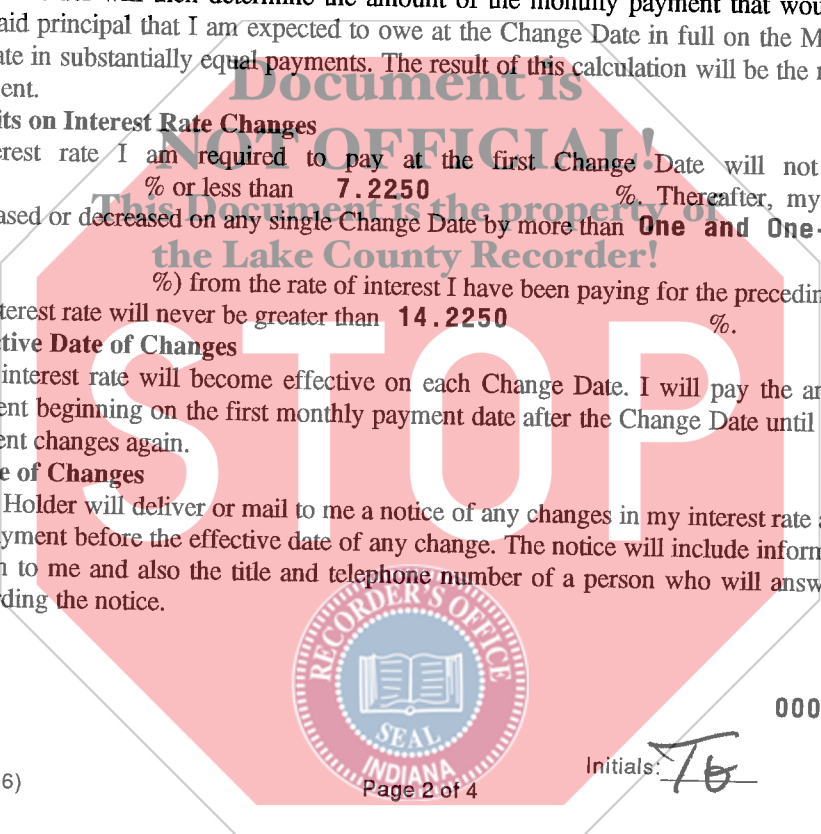 then determine the amount of the monthly payment that
aid principal that I am expected to owe at the Change Date in full on the M
ate in substantially equal payments. The result of this calculation will be the
ent.
its on Interest Rate Changes
erest rate I am required to pay at the first Change Date will not
% or less than 7.2250 %. Thereafter, my
ased or decreased on any single Change Date by more than One and One-
%) from the rate of interest I have been paying for the precedin
terest rate will never be greater than 14.2250 %.
tive Date of Changes
interest rate will become effective on each Change Date. I will pay the
ent beginning on the first monthly payment date after the Change Date until
ent changes again.
e of Changes
Holder will deliver or mail to me a notice of any changes in my interest rate
yment before the effective date of any change. The notice will include inform
n to me and also the title and telephone number of a person who will answ
ding the notice.
Document is
NOT OFFICIAL!
This Document is the property of
the Lake County Recorder!
STOP
RECORDER'S OFFICE
SEAL
INDIANA
000
Initials:
6)
Page 2 of 4